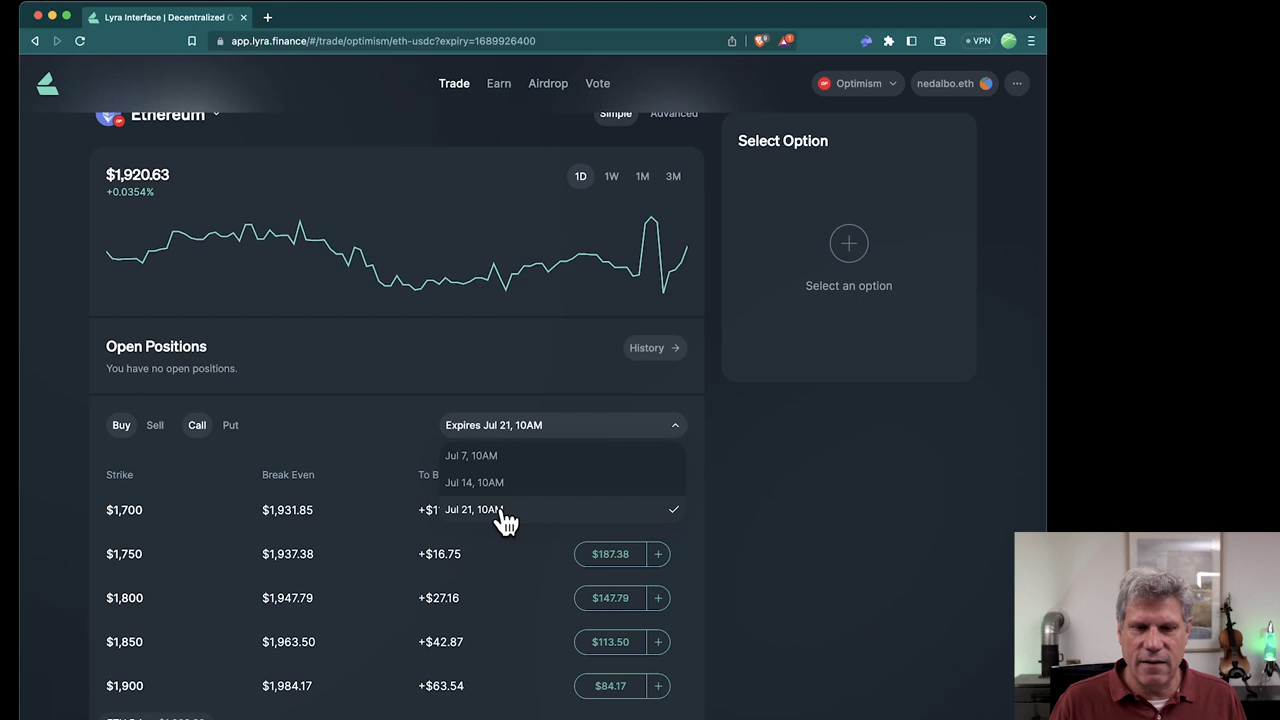 Lyra Interface | Decentralized O
app.lyra.finance/#/trade/optimism/eth-usdc?expiry=1689926400
1
VPN
Trade Earn Airdrop Vote
OP Optimism nedalbo.eth
Ethereum Simple Advanced
$1,920.63 1D 1W 1M 3M
+0.0354%
Select Option
Select an option
Open Positions History →
You have no open positions.
Buy Sell Call Put Expires Jul 21, 10AM
Jul 7, 10AM
Strike Break Even To B
Jul 14, 10AM
$1,700 $1,931.85 +$1 Jul 21, 10AM
$1,750 $1,937.38 +$16.75 $187.38 +
$1,800 $1,947.79 +$27.16 $147.79 +
$1,850 $1,963.50 +$42.87 $113.50 +
$1,900 $1,984.17 +$63.54 $84.17 +